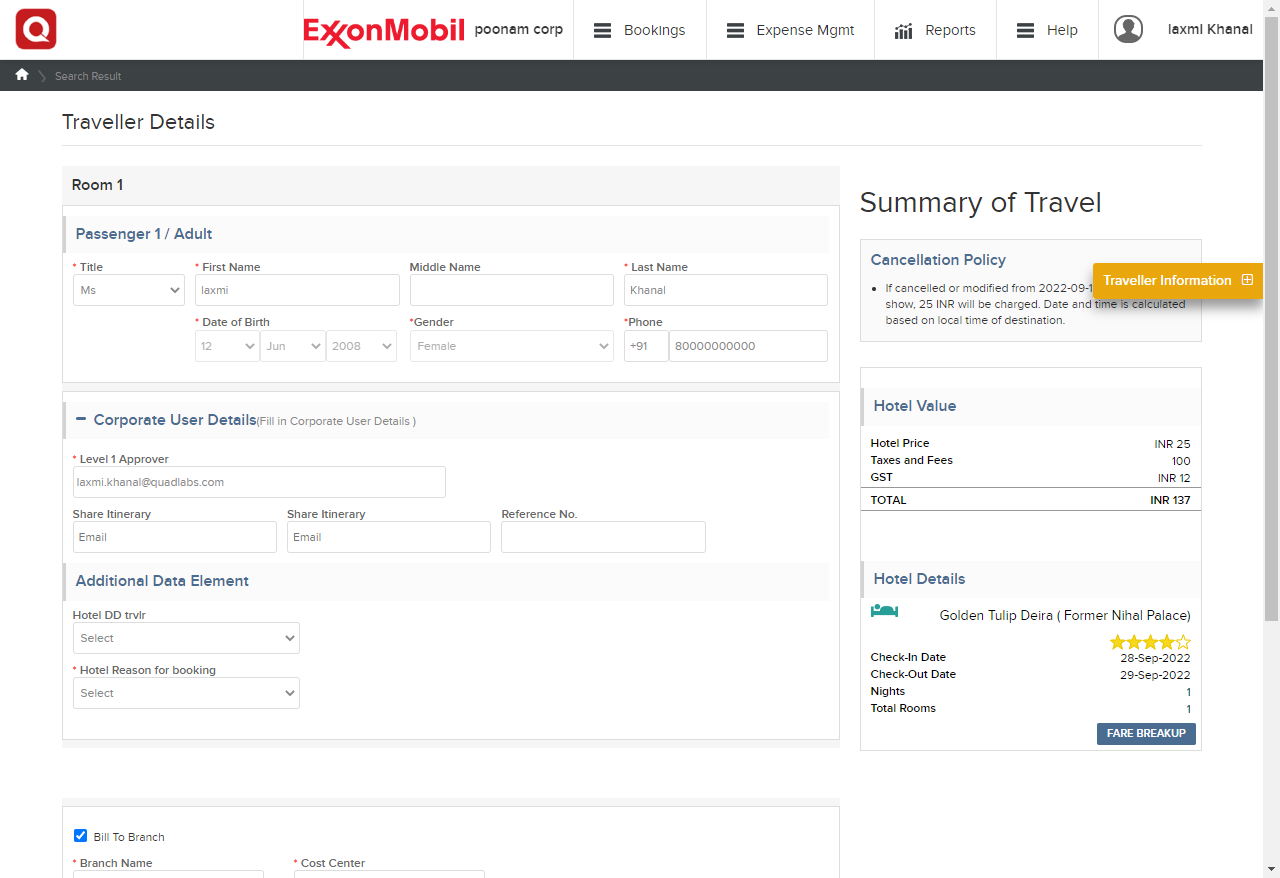 Q
ExxonMobil
poonam corp
Bookings
Expense Mgmt
Reports
Help
laxmi Khanal
Search Result
Traveller Details
Room 1
Passenger 1 / Adult
* Title
* First Name
Middle Name
* Last Name
Ms
laxmi
Khanal
* Date of Birth
*Gender
*Phone
12
Jun
2008
Female
+91
80000000000
Corporate User Details(Fill in Corporate User Details )
* Level 1 Approver
laxmi.khanal@quadlabs.com
Share Itinerary
Share Itinerary
Reference No.
Email
Email
Additional Data Element
Hotel DD trvlr
Select
* Hotel Reason for booking
Select
Bill To Branch
* Branch Name
* Cost Center
Summary of Travel
Cancellation Policy
Traveller Information
If cancelled or modified from 2022-09-1
show, 25 INR will be charged. Date and time is calculated
based on local time of destination.
Hotel Value
Hotel Price INR 25
Taxes and Fees 100
GST INR 12
TOTAL INR 137
Hotel Details
Golden Tulip Deira ( Former Nihal Palace)
Check-In Date 28-Sep-2022
Check-Out Date 29-Sep-2022
Nights 1
Total Rooms 1
FARE BREAKUP